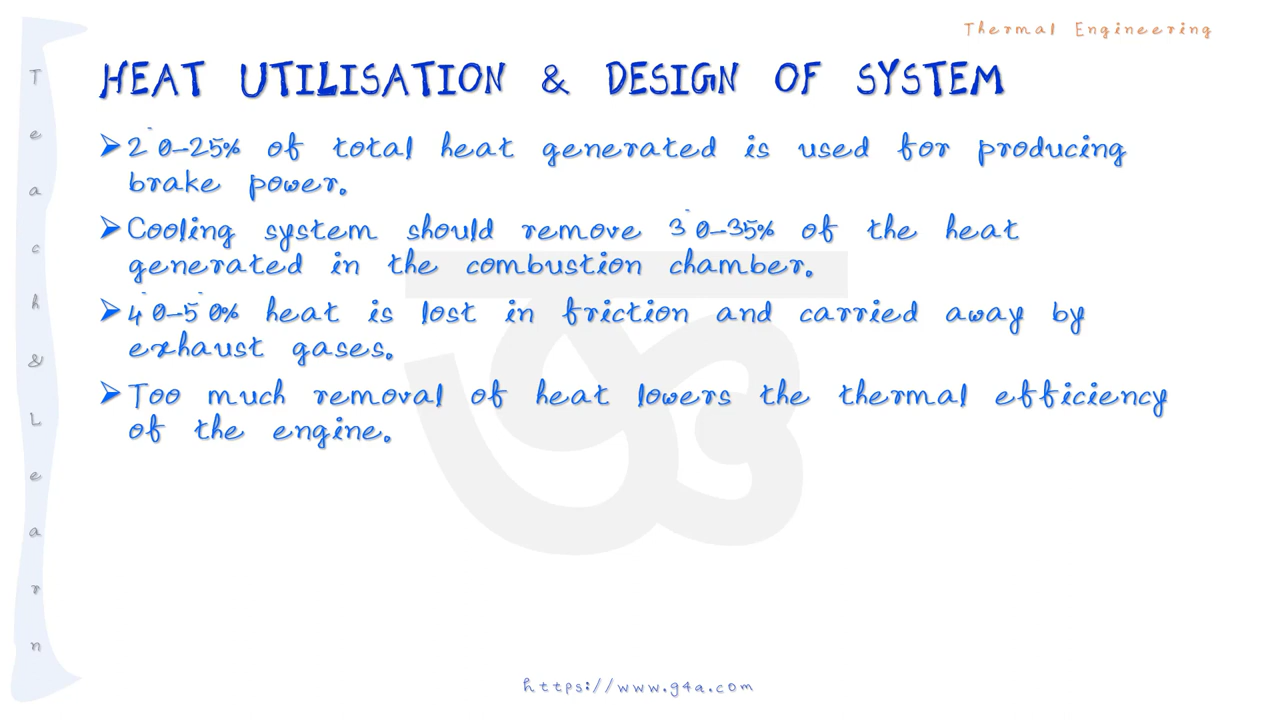 Thermal Engineering
HEAT UTILISATION & DESIGN OF SYSTEM
➢20-25% of total heat generated is used for producing
brake power.
➢Cooling system should remove 30-35% of the heat
generated in the combustion chamber.
➢40-50% heat is lost in friction and carried away by
exhaust gases.
➢Too much removal of heat lowers the thermal efficiency
of the engine.
Teach&Learn
https://www.g4a.com